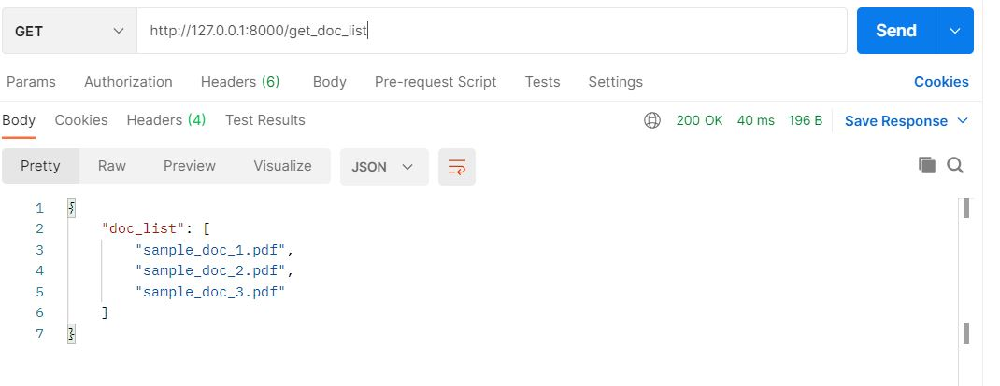 GET http://127.0.0.1:8000/get_doc_list Send
Params Authorization Headers (6) Body Pre-request Script Tests Settings Cookies
Body Cookies Headers (4) Test Results 200 OK 40 ms 196 B Save Response
Pretty Raw Preview Visualize JSON
1 {
2 "doc_list": [
3 "sample_doc_1.pdf",
4 "sample_doc_2.pdf",
5 "sample_doc_3.pdf"
6 ]
7 }